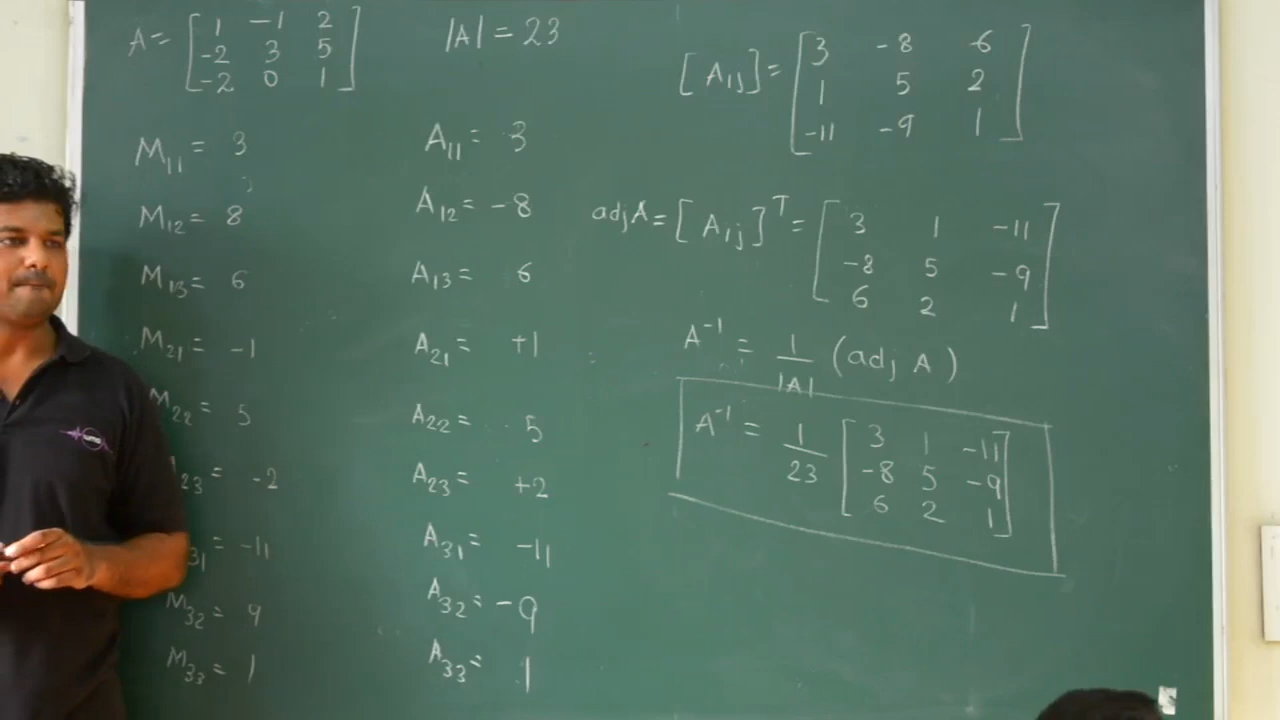 A = [ 1 -1 2
-2 3 5
-2 0 1 ]
|A| = 23
M11 = 3
M12 = 8
M13 = 6
M21 = -1
M22 = 5
23 = -2
31 = -11
M32 = 9
M33 = 1
A11 = 3
A12 = -8
A13 = 6
A21 = +1
A22 = 5
A23 = +2
A31 = -11
A32 = -9
A33 = 1
[Aij] = [ 3 -8 6
1 5 2
-11 -9 1 ]
adjA = [Aij]^T = [ 3 1 -11
-8 5 -9
6 2 1 ]
A^-1 = 1/|A| (adj A)
A^-1 = 1/23 [ 3 1 -11
-8 5 -9
6 2 1 ]